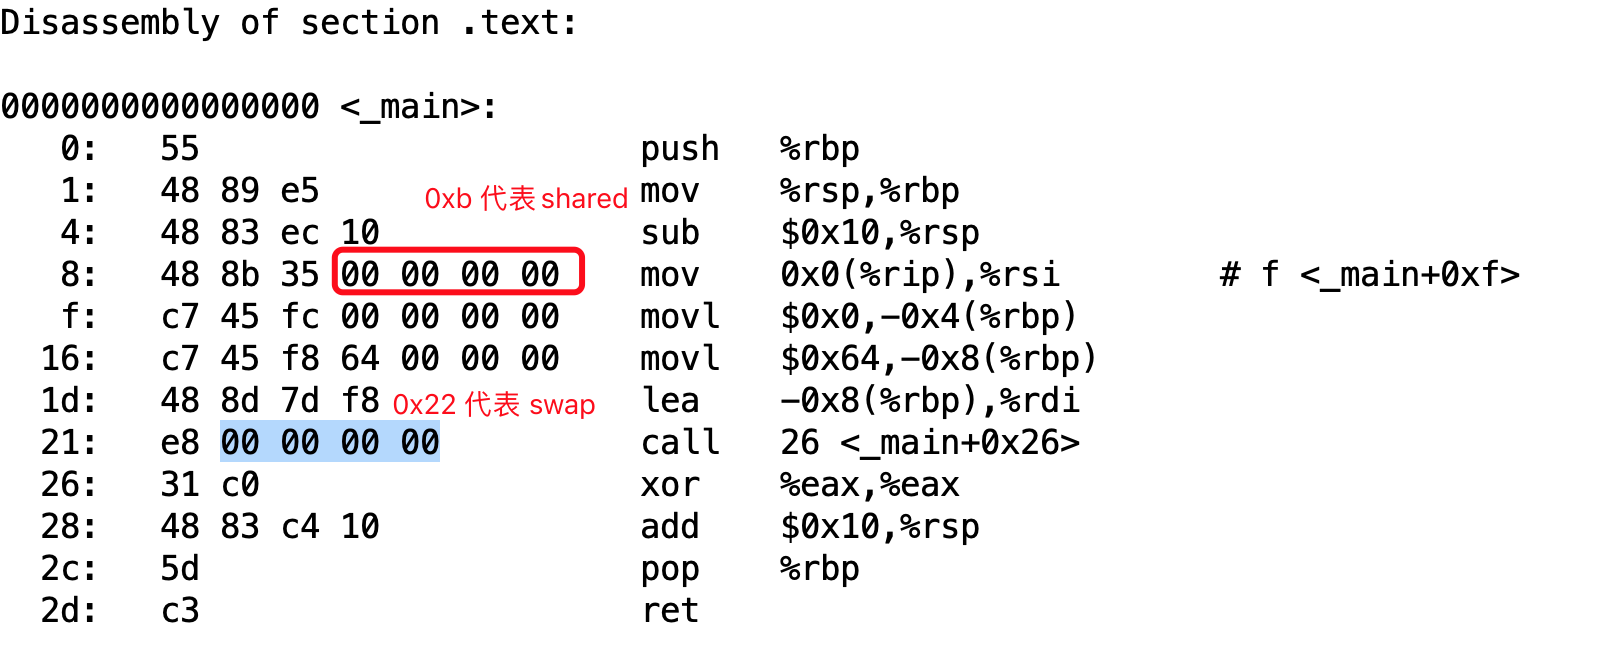 Disassembly of section .text:
0000000000000000 <_main>:
0: 55 push %rbp
1: 48 89 e5 mov %rsp,%rbp
0xb 代表 shared
4: 48 83 ec 10 sub $0x10,%rsp
8: 48 8b 35 00 00 00 00 mov 0x0(%rip),%rsi # f <_main+0xf>
f: c7 45 fc 00 00 00 00 movl $0x0,-0x4(%rbp)
16: c7 45 f8 64 00 00 00 movl $0x64,-0x8(%rbp)
1d: 48 8d 7d f8 lea -0x8(%rbp),%rdi
0x22 代表 swap
21: e8 00 00 00 00 call 26 <_main+0x26>
26: 31 c0 xor %eax,%eax
28: 48 83 c4 10 add $0x10,%rsp
2c: 5d pop %rbp
2d: c3 ret